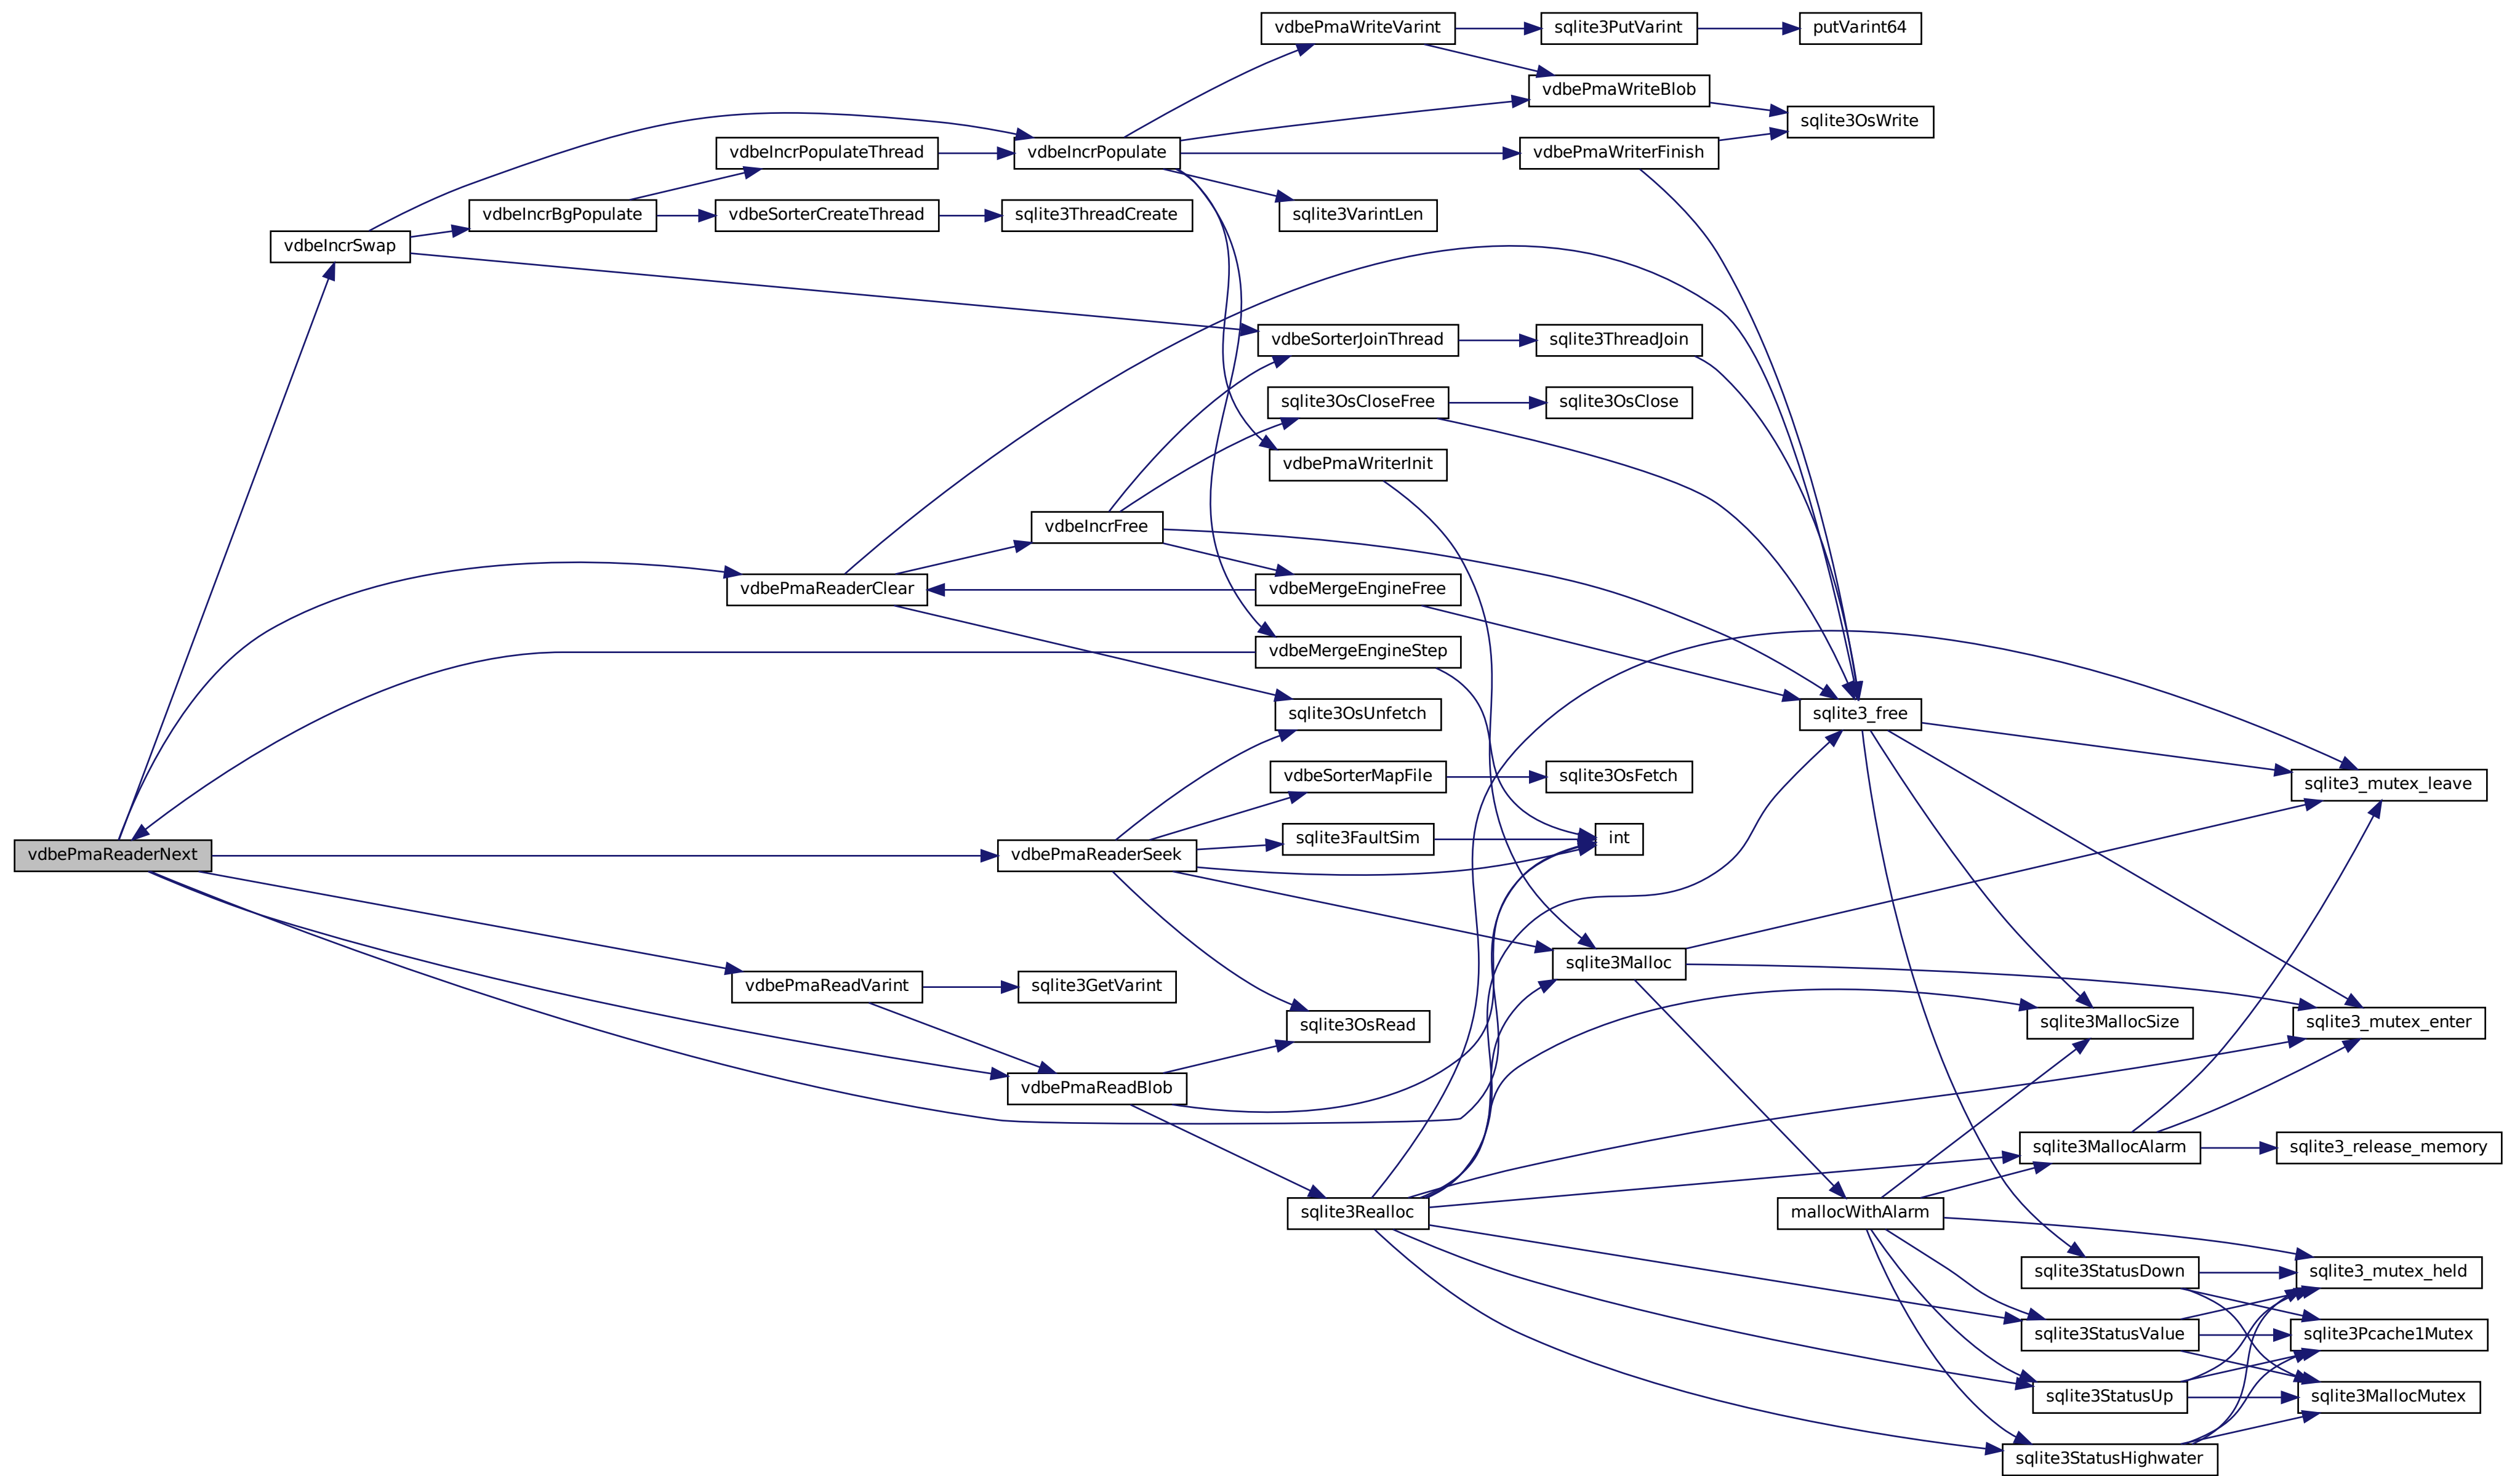 vdbePmaWriteVarint
sqlite3PutVarint
putVarint64
vdbePmaWriteBlob
sqlite3OsWrite
vdbeIncrPopulateThread
vdbeIncrPopulate
vdbePmaWriterFinish
vdbeIncrBgPopulate
vdbeSorterCreateThread
sqlite3ThreadCreate
sqlite3VarintLen
vdbeIncrSwap
vdbeSorterJoinThread
sqlite3ThreadJoin
sqlite3OsCloseFree
sqlite3OsClose
vdbePmaWriterInit
vdbeIncrFree
vdbePmaReaderClear
vdbeMergeEngineFree
vdbeMergeEngineStep
sqlite3OsUnfetch
sqlite3_free
vdbeSorterMapFile
sqlite3OsFetch
sqlite3_mutex_leave
sqlite3FaultSim
int
vdbePmaReaderNext
vdbePmaReaderSeek
sqlite3Malloc
vdbePmaReadVarint
sqlite3GetVarint
sqlite3OsRead
sqlite3MallocSize
sqlite3_mutex_enter
vdbePmaReadBlob
sqlite3MallocAlarm
sqlite3_release_memory
sqlite3Realloc
mallocWithAlarm
sqlite3StatusDown
sqlite3_mutex_held
sqlite3StatusValue
sqlite3Pcache1Mutex
sqlite3StatusUp
sqlite3MallocMutex
sqlite3StatusHighwater